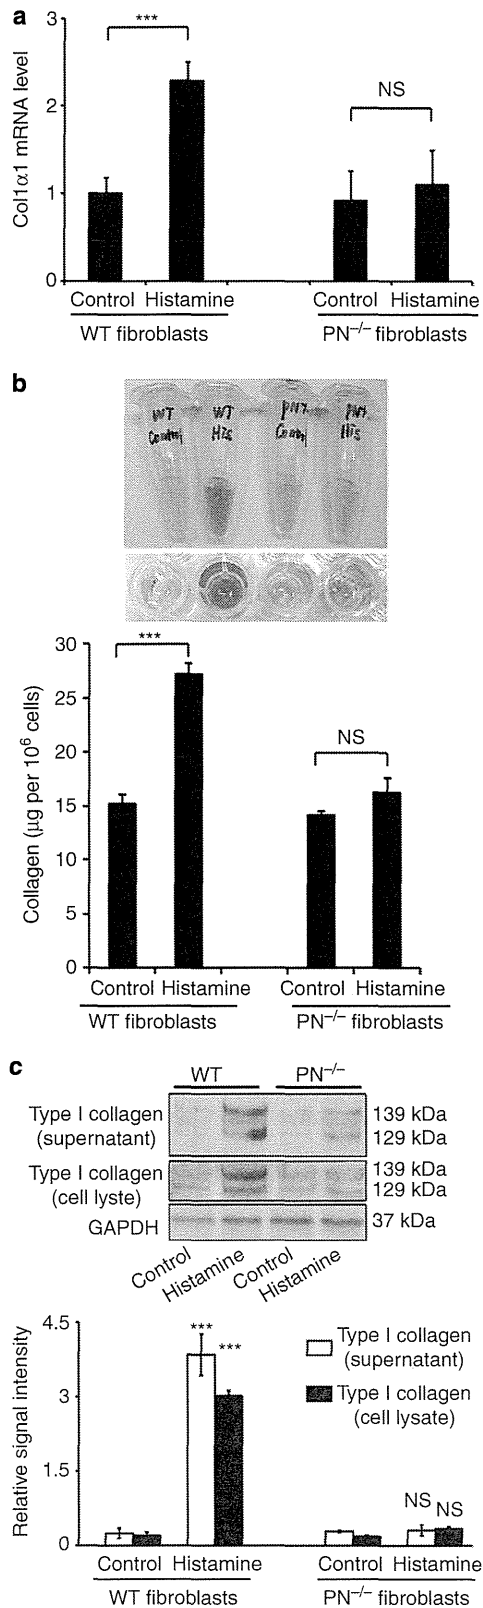 a
Col1α1 mRNA level
3
2
1
0
***
NS
Control Histamine Control Histamine
WT fibroblasts PN–/– fibroblasts
b
WT Control
WT His
Collagen (μg per 10⁶ cells)
30
25
20
15
10
5
0
***
NS
Control Histamine Control Histamine
WT fibroblasts PN–/– fibroblasts
c
WT PN–/–
Type I collagen (supernatant)
139 kDa
129 kDa
Type I collagen (cell lyste)
139 kDa
129 kDa
GAPDH
37 kDa
Control Histamine Control Histamine
Relative signal intensity
4.5
3
1.5
0
***
***
Type I collagen (supernatant)
Type I collagen (cell lysate)
NS NS
Control Histamine Control Histamine
WT fibroblasts PN–/– fibroblasts